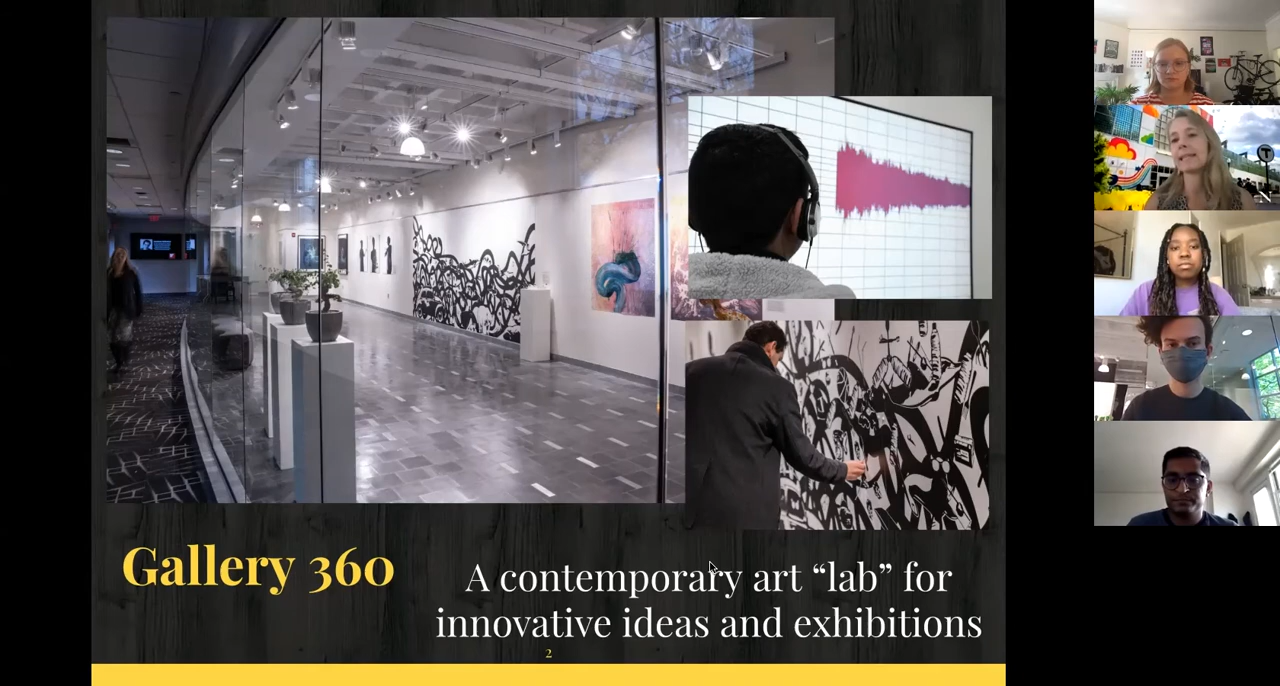 Gallery 360
A contemporary art “lab” for
innovative ideas and exhibitions
2
T